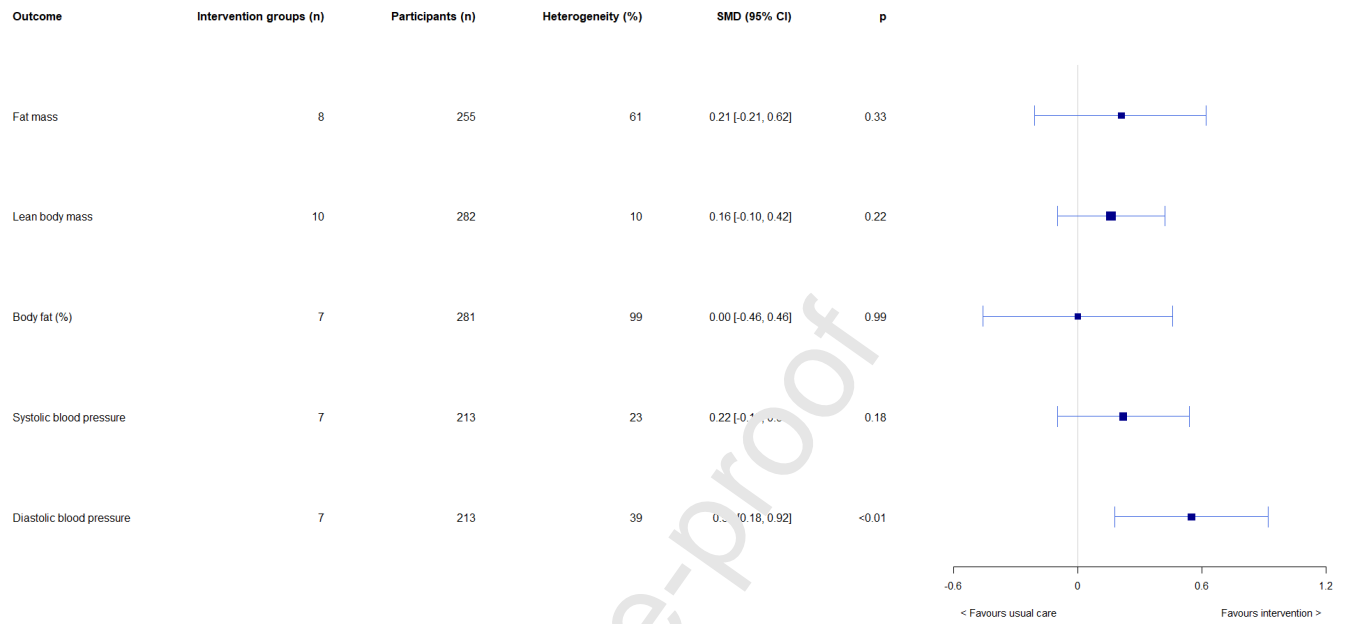 Outcome Intervention groups (n) Participants (n) Heterogeneity (%) SMD (95% CI) p
Fat mass 8 255 61 0.21 [-0.21, 0.62] 0.33
Lean body mass 10 282 10 0.16 [-0.10, 0.42] 0.22
Body fat (%) 7 281 99 0.00 [-0.46, 0.46] 0.99
Systolic blood pressure 7 213 23 0.22 0.18
Diastolic blood pressure 7 213 39 [0.18, 0.92] <0.01
-0.6 0 0.6 1.2
< Favours usual care Favours intervention >
e-proof